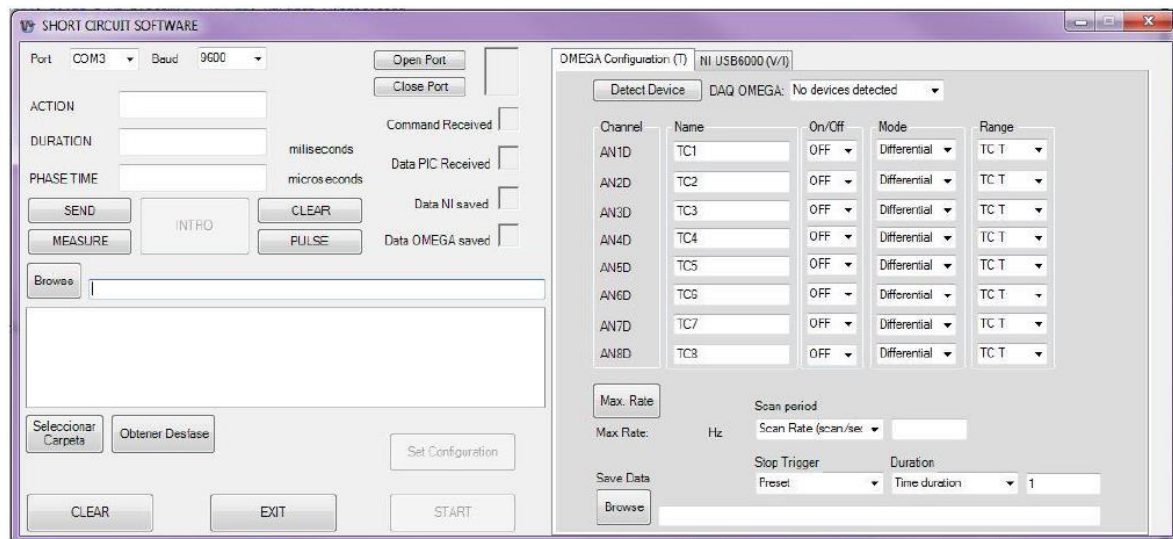 SHORT CIRCUIT SOFTWARE
Port COM3 Baud 9600
Open Port
Close Port
ACTION
Command Received
DURATION
miliseconds
Data PIC Received
PHASE TIME
microseconds
SEND
INTRO
CLEAR
Data NI saved
MEASURE
PULSE
Data OMEGA saved
Browse
Seleccionar
Carpeta
Obtener Desfase
Set Configuration
CLEAR
EXIT
START
OMEGA Configuration (T) NI USB6000 (V/I)
Detect Device DAQ OMEGA: No devices detected
Channel Name On/Off Mode Range
AN1D TC1 OFF Differential TC T
AN2D TC2 OFF Differential TC T
AN3D TC3 OFF Differential TC T
AN4D TC4 OFF Differential TC T
AN5D TC5 OFF Differential TC T
AN6D TC6 OFF Differential TC T
AN7D TC7 OFF Differential TC T
AN8D TC8 OFF Differential TC T
Max. Rate
Scan period
Max Rate: Hz Scan Rate (scan/sec
Stop Trigger Duration
Save Data Preset Time duration 1
Browse